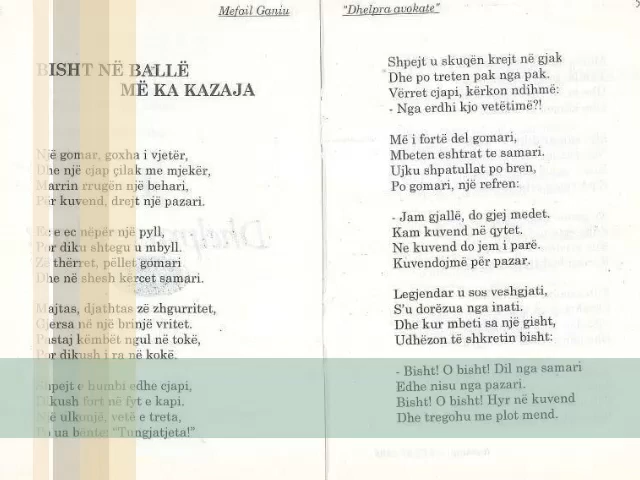 Mefail Ganiu
BISHT NË BALLË
MË KA KAZAJA
Një gomar, goxha i vjetër,
Dhe një cjap çilak me mjekër,
Marrin rrugën një behari,
Për kuvend, drejt një pazari.
Ec e ec nëpër një pyll,
Por diku shtegu u mbyll.
Zë thërret, pëllet gomari
Dhe në shesh kërcet samari.
Majtas, djathtas zë zhgurritet,
Gjersa në një brinjë vritet.
Pastaj këmbët ngul në tokë,
Por dikush i ra në kokë.
Shpejt e humbi edhe cjapi,
Dikush fort në fyt e kapi.
Një ulkonjë, vetë e treta,
Pa ua bënte: "Tungjatjeta!"
"Dhelpra avokate"
Shpejt u skuqën krejt në gjak
Dhe po treten pak nga pak.
Vërret cjapi, kërkon ndihmë:
- Nga erdhi kjo vetëtimë?!
Më i fortë del gomari,
Mbeten eshtrat te samari.
Ujku shpatullat po bren,
Po gomari, një refren:
- Jam gjallë, do gjej medet.
Kam kuvend në qytet.
Ne kuvend do jem i parë.
Kuvendojmë për pazar.
Legjendar u sos veshgjati,
S'u dorëzua nga inati.
Dhe kur mbeti sa një gisht,
Udhëzon të shkretin bisht:
- Bisht! O bisht! Dil nga samari
Edhe nisu nga pazari.
Bisht! O bisht! Hyr në kuvend
Dhe tregohu me plot mend.